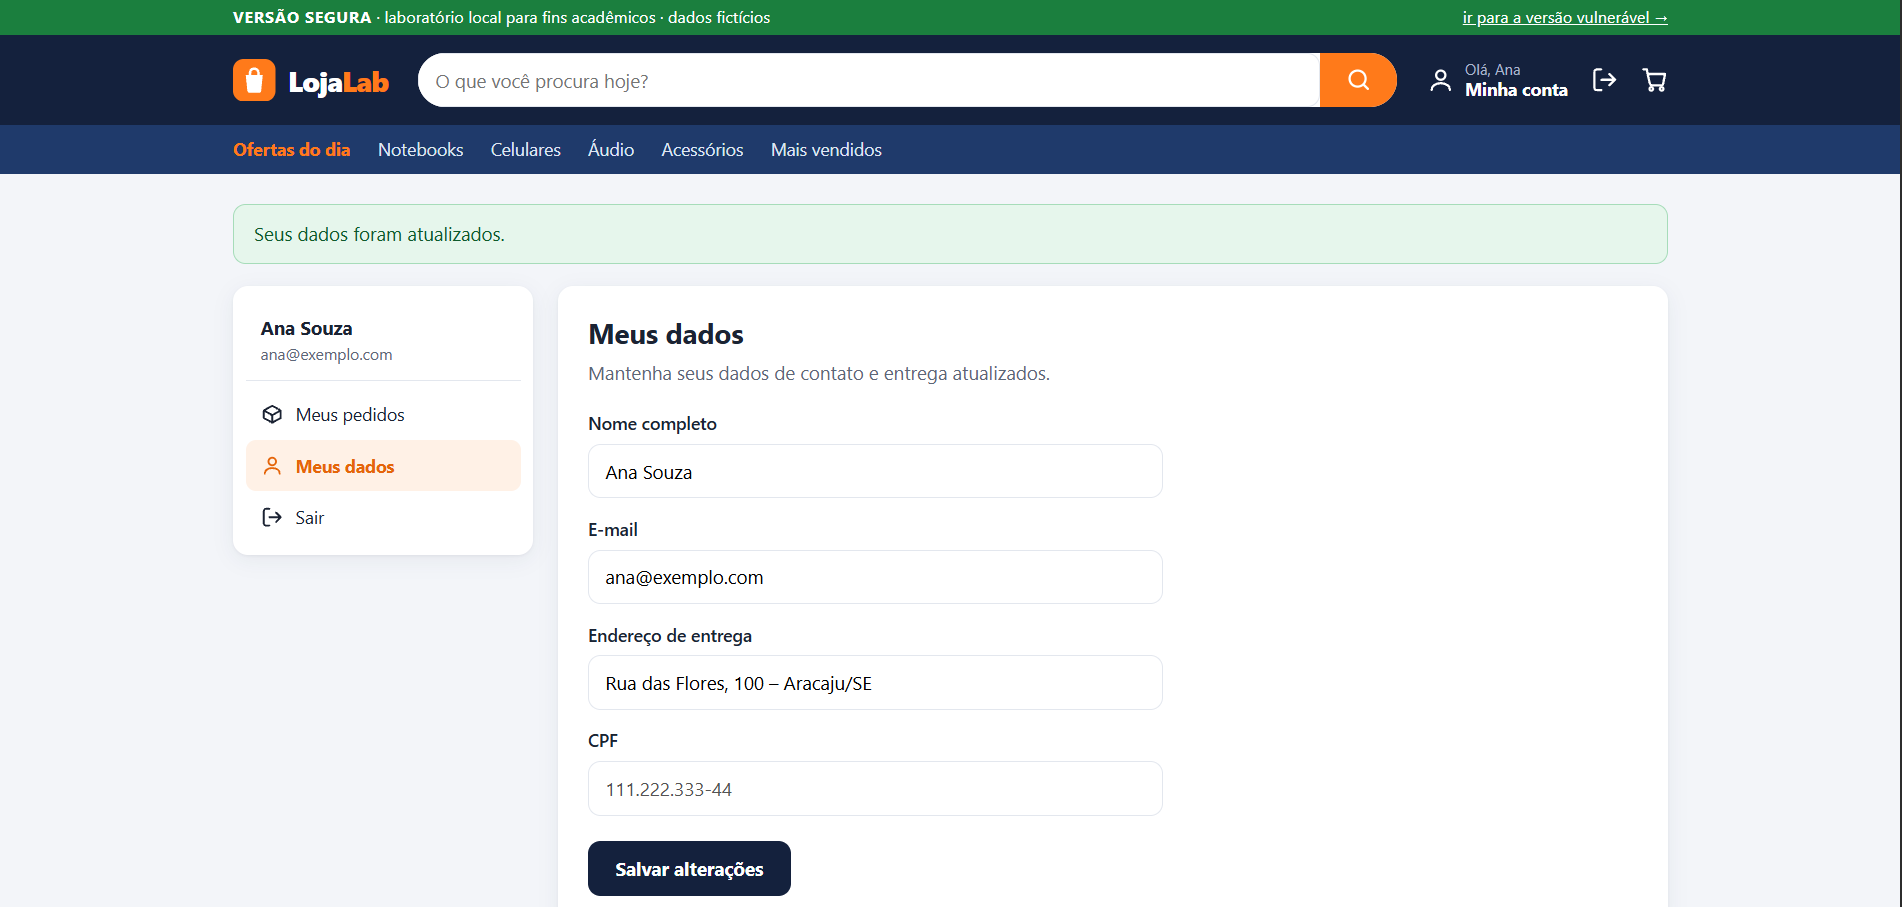 VERSÃO SEGURA · laboratório local para fins acadêmicos · dados fictícios
ir para a versão vulnerável →
LojaLab
O que você procura hoje?
Olá, Ana
Minha conta
Ofertas do dia
Notebooks
Celulares
Áudio
Acessórios
Mais vendidos
Seus dados foram atualizados.
Ana Souza
ana@exemplo.com
Meus pedidos
Meus dados
Sair
Meus dados
Mantenha seus dados de contato e entrega atualizados.
Nome completo
Ana Souza
E-mail
ana@exemplo.com
Endereço de entrega
Rua das Flores, 100 – Aracaju/SE
CPF
111.222.333-44
Salvar alterações